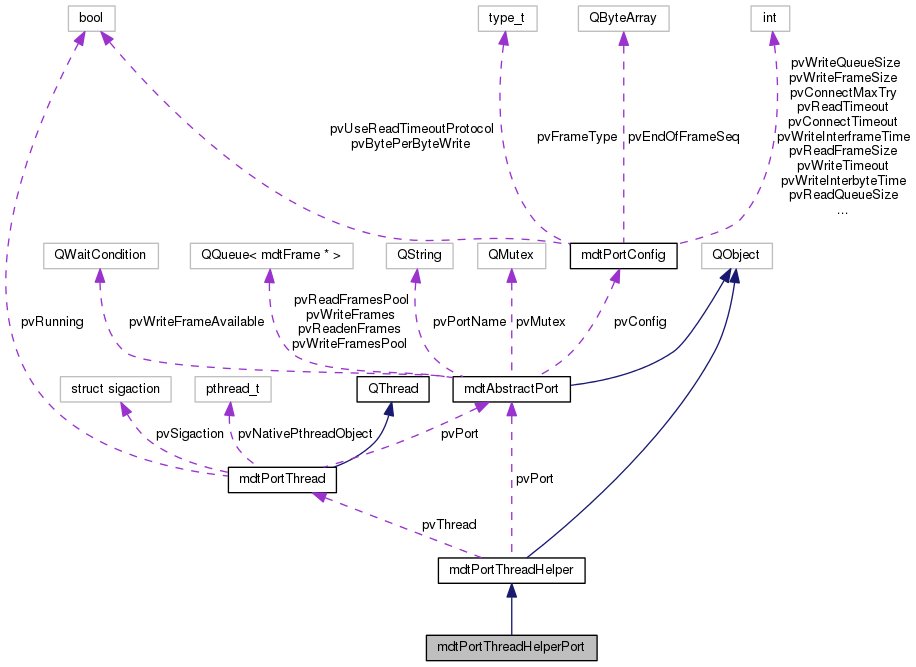 bool
type_t
QByteArray
int
pvWriteQueueSize
pvWriteFrameSize
pvConnectMaxTry
pvReadTimeout
pvConnectTimeout
pvWriteInterframeTime
pvReadFrameSize
pvWriteTimeout
pvWriteInterbyteTime
pvReadQueueSize
...
pvUseReadTimeoutProtocol
pvBytePerByteWrite
pvFrameType
pvEndOfFrameSeq
QWaitCondition
QQueue< mdtFrame * >
QString
QMutex
mdtPortConfig
QObject
pvRunning
pvWriteFrameAvailable
pvReadFramesPool
pvWriteFrames
pvReadenFrames
pvWriteFramesPool
pvPortName
pvMutex
pvConfig
struct sigaction
pthread_t
QThread
mdtAbstractPort
pvSigaction
pvNativePthreadObject
pvPort
mdtPortThread
pvPort
pvThread
mdtPortThreadHelper
mdtPortThreadHelperPort